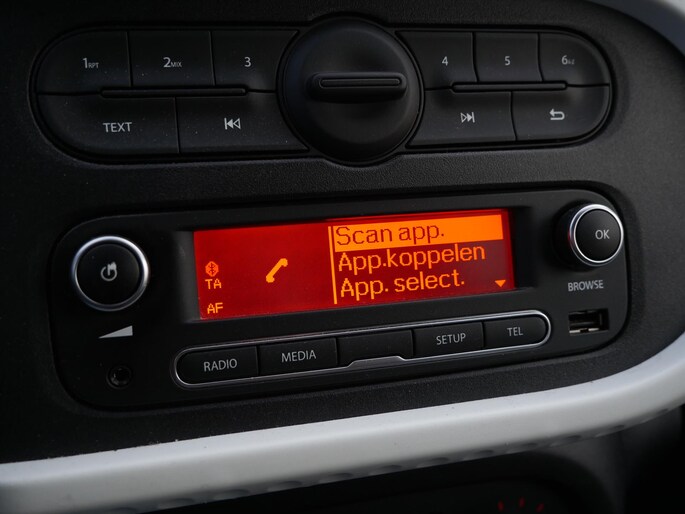 1RPT 2MIX 3 4 5 6
TEXT
Scan app.
App.koppelen
App. select.
TA
AF
OK
BROWSE
RADIO MEDIA SETUP TEL